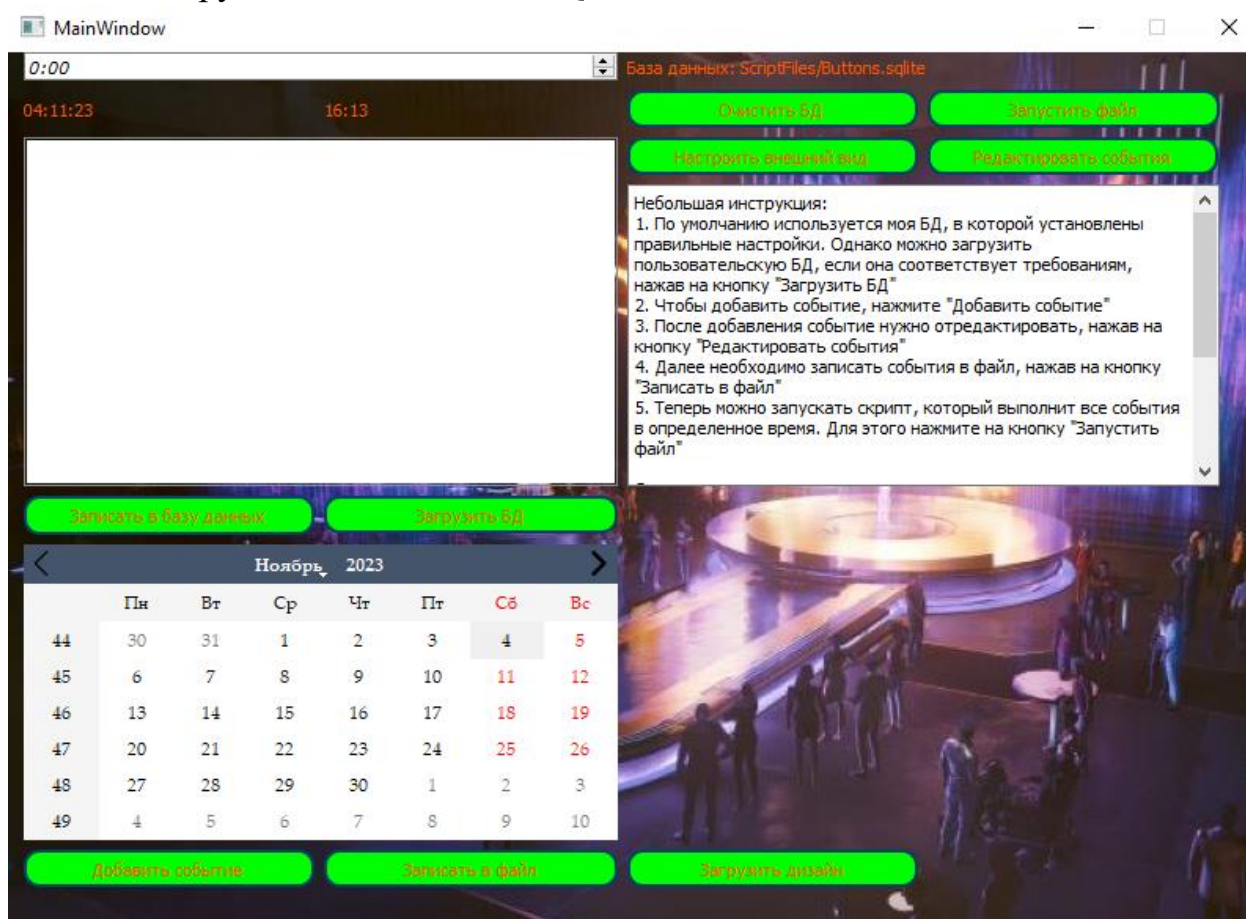 MainWindow
0:00
База данных: ScriptFiles/Buttons.sqlite
04:11:23 16:13
Очистить БД Запустить файл
Настроить внешний вид Редактировать события
Небольшая инструкция:
1. По умолчанию используется моя БД, в которой установлены
правильные настройки. Однако можно загрузить
пользовательскую БД, если она соответствует требованиям,
нажав на кнопку "Загрузить БД"
2. Чтобы добавить событие, нажмите "Добавить событие"
3. После добавления событие нужно отредактировать, нажав на
кнопку "Редактировать события"
4. Далее необходимо записать события в файл, нажав на кнопку
"Записать в файл"
5. Теперь можно запускать скрипт, который выполнит все события
в определенное время. Для этого нажмите на кнопку "Запустить
файл"
Записать в базу данных Загрузить БД
Ноябрь 2023
Пн Вт Ср Чт Пт Сб Вс
44 30 31 1 2 3 4 5
45 6 7 8 9 10 11 12
46 13 14 15 16 17 18 19
47 20 21 22 23 24 25 26
48 27 28 29 30 1 2 3
49 4 5 6 7 8 9 10
Добавить событие Записать в файл Загрузить дизайн